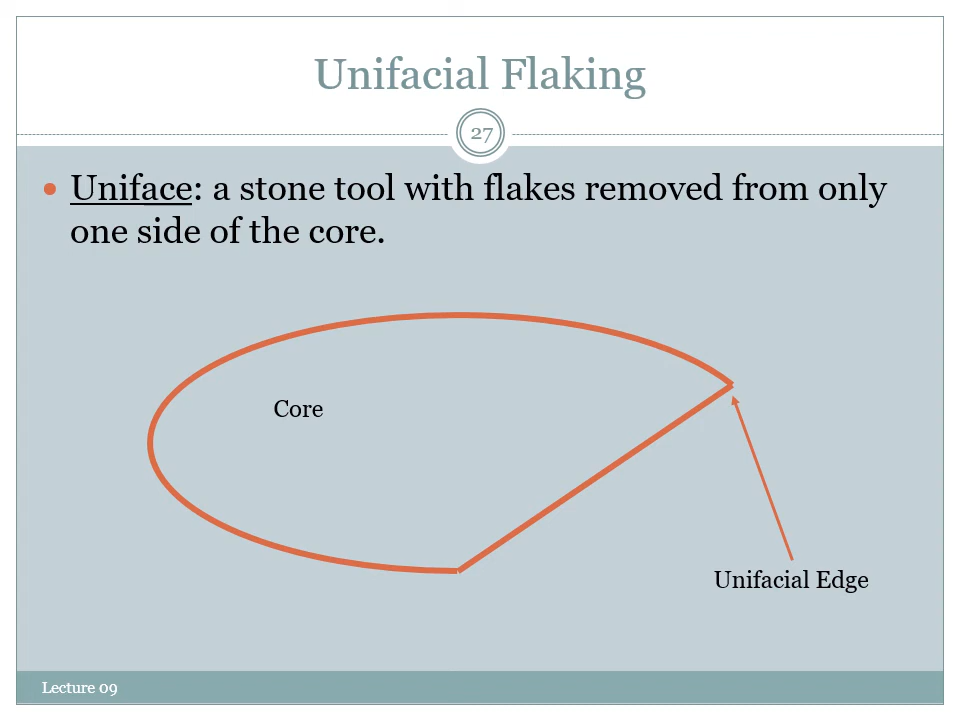 Unifacial Flaking
27
• Uniface: a stone tool with flakes removed from only
one side of the core.
Core
Unifacial Edge
Lecture 09